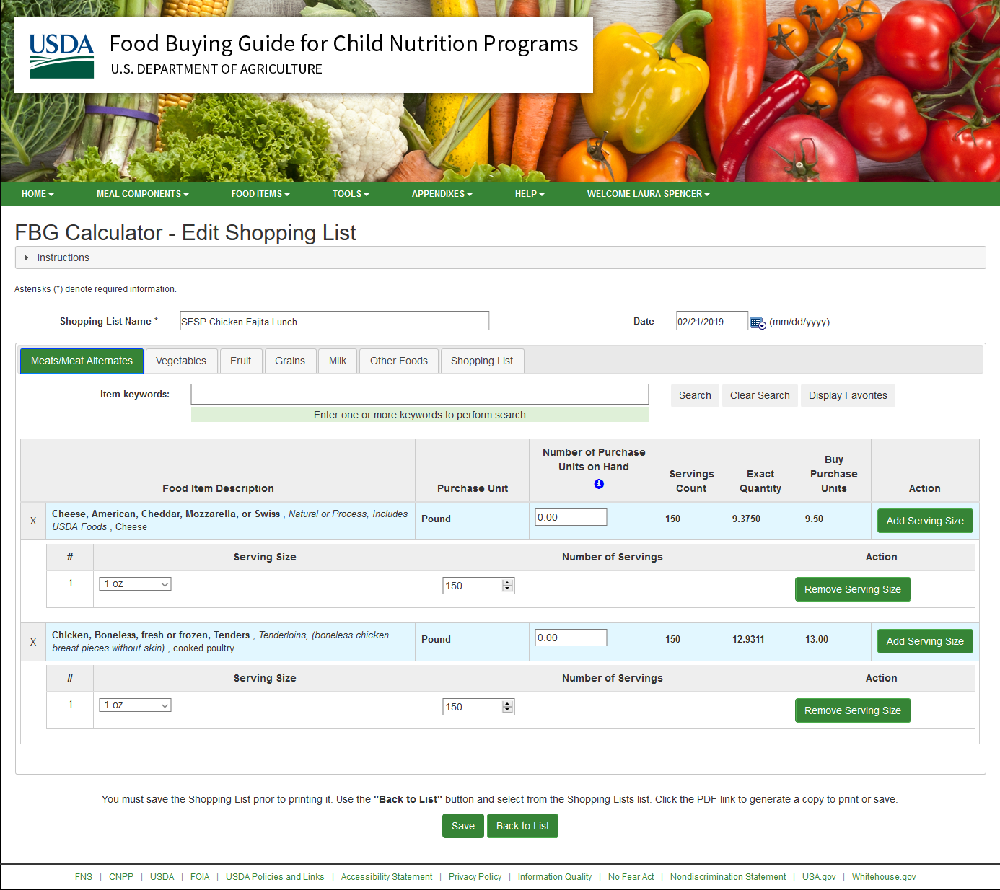 USDA
Food Buying Guide for Child Nutrition Programs
U.S. DEPARTMENT OF AGRICULTURE
HOME MEAL COMPONENTS FOOD ITEMS TOOLS APPENDIXES HELP WELCOME LAURA SPENCER
FBG Calculator - Edit Shopping List
Instructions
Asterisks (*) denote required information.
Shopping List Name * SFSP Chicken Fajita Lunch Date 02/21/2019 (mm/dd/yyyy)
Meats/Meat Alternates Vegetables Fruit Grains Milk Other Foods Shopping List
Item keywords: Search Clear Search Display Favorites
Enter one or more keywords to perform search
Food Item Description Purchase Unit Number of Purchase Units on Hand Servings Count Exact Quantity Buy Purchase Units Action
X Cheese, American, Cheddar, Mozzarella, or Swiss , Natural or Process, Includes USDA Foods , Cheese Pound 0.00 150 9.3750 9.50 Add Serving Size
# Serving Size Number of Servings Action
1 1 oz 150 Remove Serving Size
X Chicken, Boneless, fresh or frozen, Tenders , Tenderloins, (boneless chicken breast pieces without skin) , cooked poultry Pound 0.00 150 12.9311 13.00 Add Serving Size
# Serving Size Number of Servings Action
1 1 oz 150 Remove Serving Size
You must save the Shopping List prior to printing it. Use the "Back to List" button and select from the Shopping Lists list. Click the PDF link to generate a copy to print or save.
Save Back to List
FNS | CNPP | USDA | FOIA | USDA Policies and Links | Accessibility Statement | Privacy Policy | Information Quality | No Fear Act | Nondiscrimination Statement | USA.gov | Whitehouse.gov